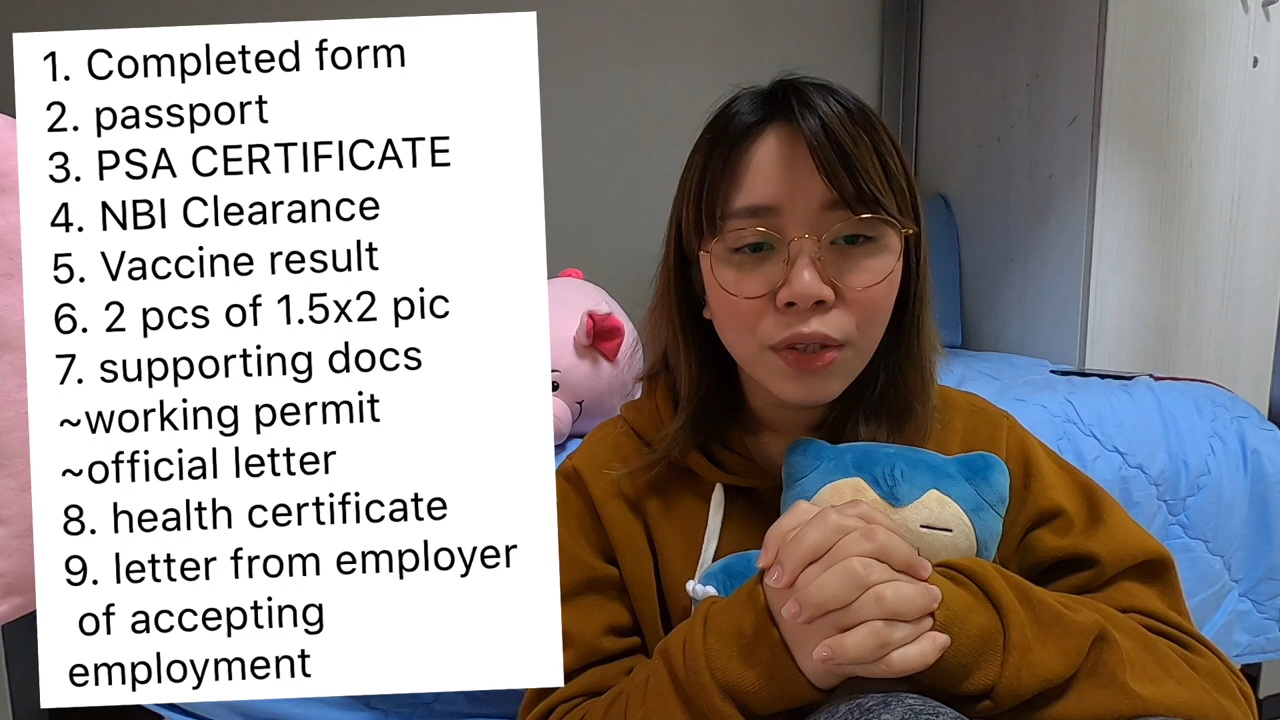 1. Completed form
2. passport
3. PSA CERTIFICATE
4. NBI Clearance
5. Vaccine result
6. 2 pcs of 1.5x2 pic
7. supporting docs
~working permit
~official letter
8. health certificate
9. letter from employer
of accepting
employment